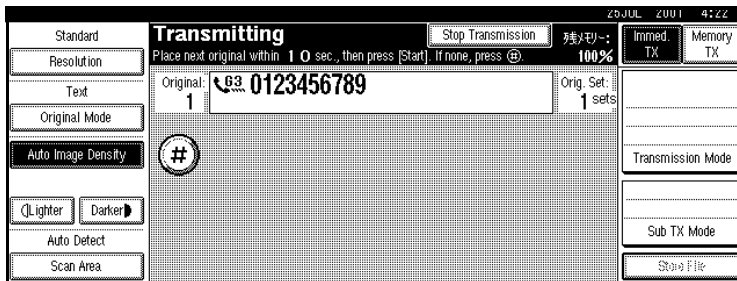 25JUL 2001 4:22
Standard
Resolution
Text
Original Mode
Auto Image Density
Lighter Darker
Auto Detect
Scan Area
Transmitting
Stop Transmission
残メモリー:
100%
Place next original within 10 sec., then press [Start]. If none, press #.
Original:
1
G3 0123456789
Orig. Set:
1 sets
#
Immed. TX
Memory TX
Transmission Mode
Sub TX Mode
Store File